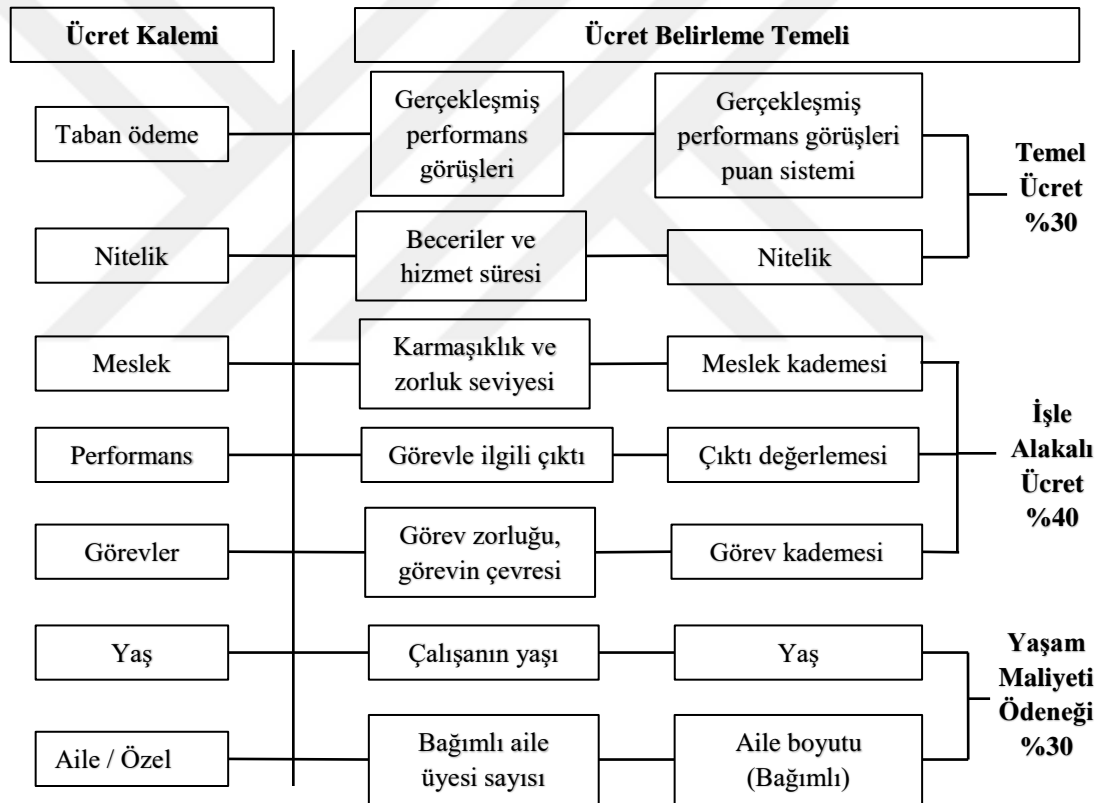 Ücret Kalemi
Ücret Belirleme Temeli
Taban ödeme
Gerçekleşmiş
performans
görüşleri
Gerçekleşmiş
performans görüşleri
puan sistemi
Temel
Ücret
%30
Nitelik
Beceriler ve
hizmet süresi
Nitelik
Meslek
Karmaşıklık ve
zorluk seviyesi
Meslek kademesi
İşle
Alakalı
Ücret
%40
Performans
Görevle ilgili çıktı
Çıktı değerlemesi
Görevler
Görev zorluğu,
görevin çevresi
Görev kademesi
Yaş
Çalışanın yaşı
Yaş
Yaşam
Maliyeti
Ödeneği
%30
Aile / Özel
Bağımlı aile
üyesi sayısı
Aile boyutu
(Bağımlı)